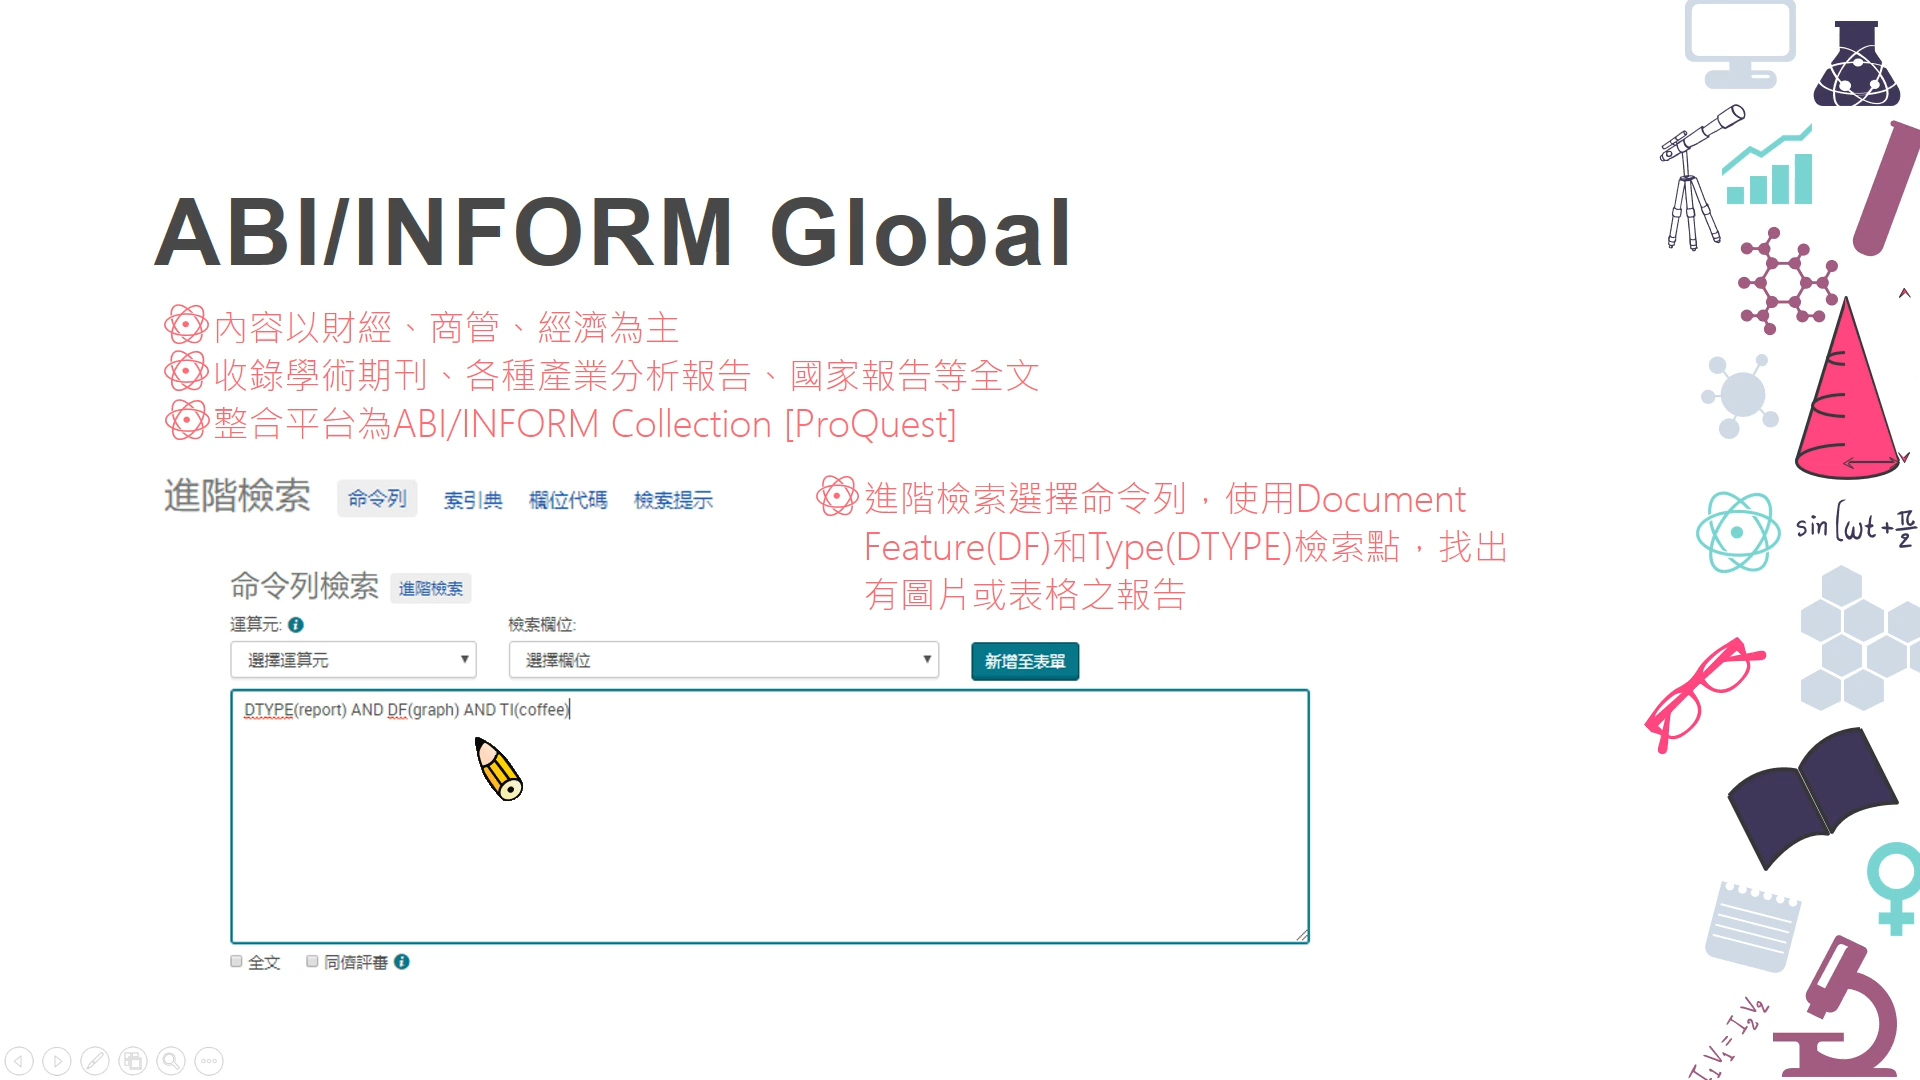 ABI/INFORM Global
內容以財經、商管、經濟為主
收錄學術期刊、各種產業分析報告、國家報告等全文
整合平台為ABI/INFORM Collection [ProQuest]
進階檢索 命令列 索引典 欄位代碼 檢索提示
進階檢索選擇命令列，使用Document
Feature(DF)和Type(DTYPE)檢索點，找出
有圖片或表格之報告
命令列檢索 進階檢索
運算元: 檢索欄位:
選擇運算元 選擇欄位 新增至表單
DTYPE(report) AND DF(graph) AND TI(coffee)
全文 同儕評審
sin(ωt+π/2
I₁V₁=I₂V₂